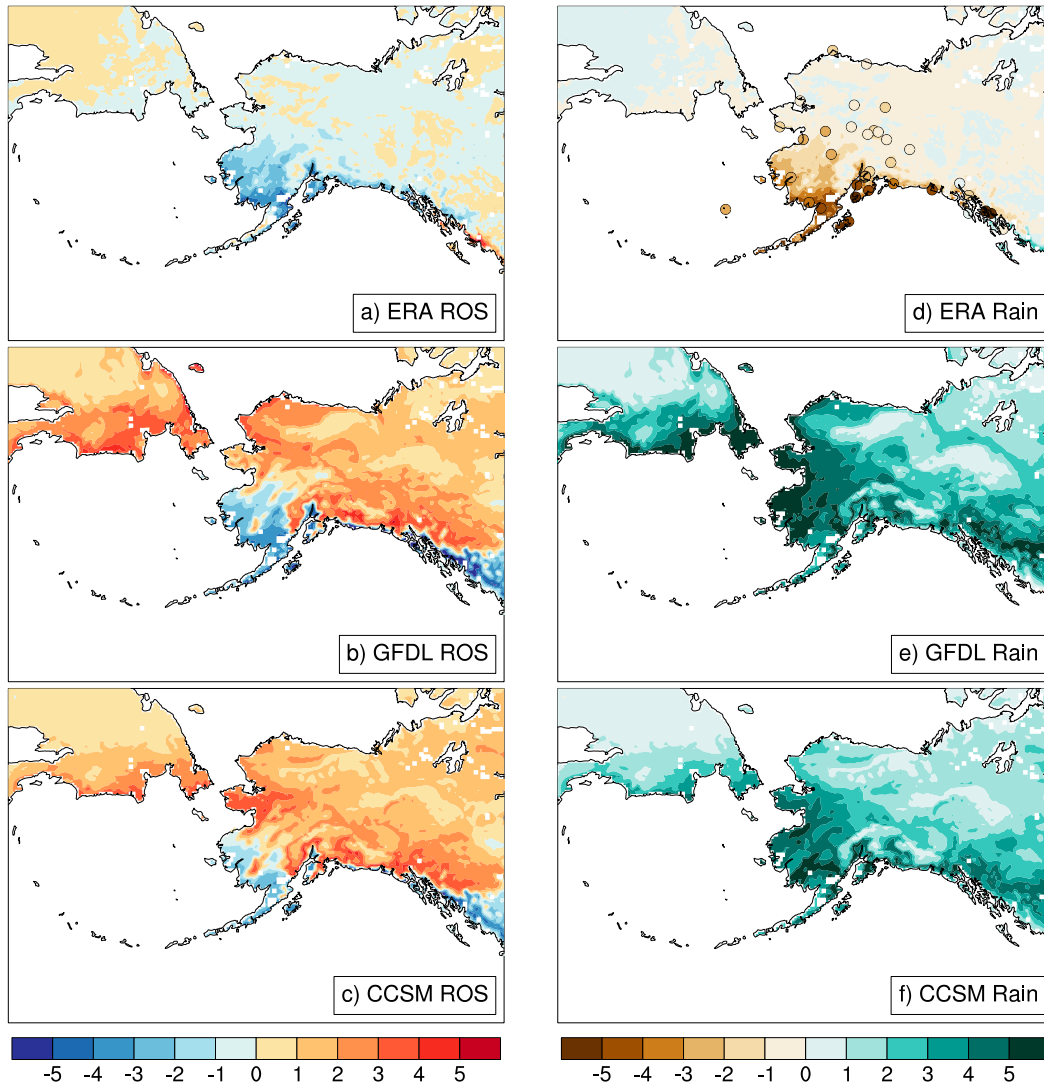 a) ERA ROS
d) ERA Rain
b) GFDL ROS
e) GFDL Rain
c) CCSM ROS
f) CCSM Rain
-5 -4 -3 -2 -1 0 1 2 3 4 5
-5 -4 -3 -2 -1 0 1 2 3 4 5